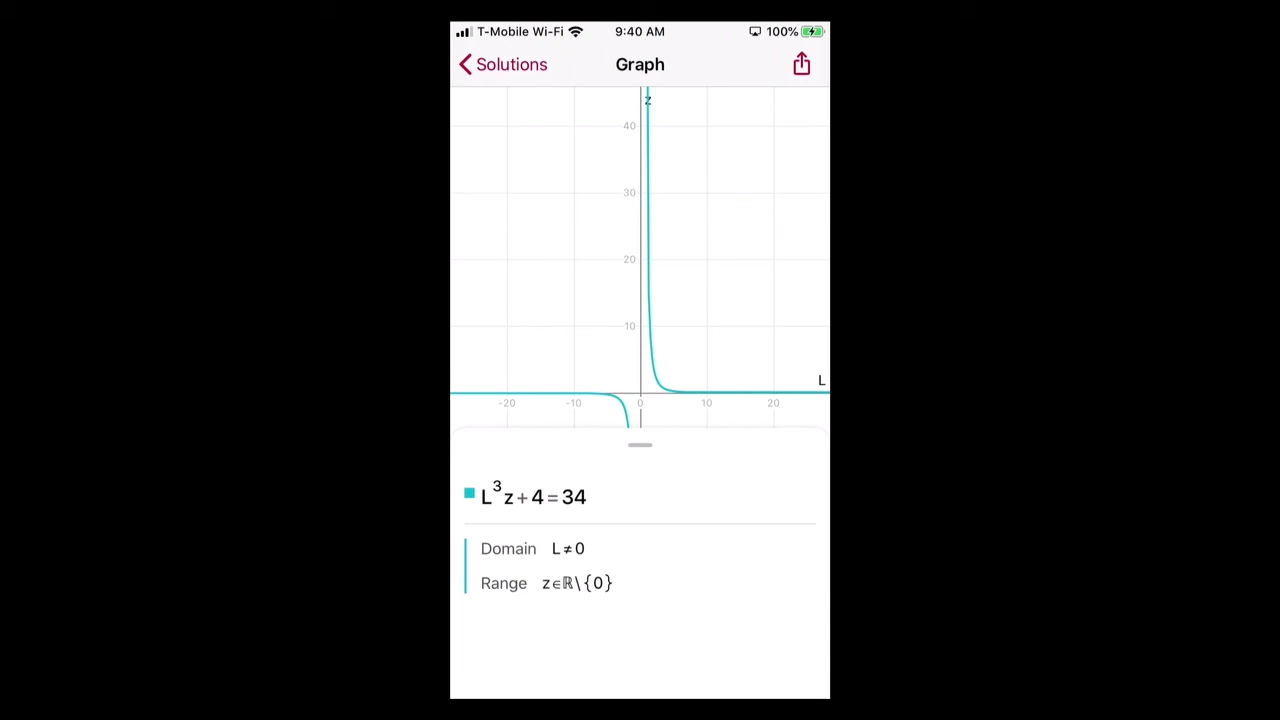 T-Mobile Wi-Fi 9:40 AM 100%
Solutions Graph
z
40
30
20
10
L
-20 -10 0 10 20
L³z+4=34
Domain L≠0
Range z∈ℝ\{0}